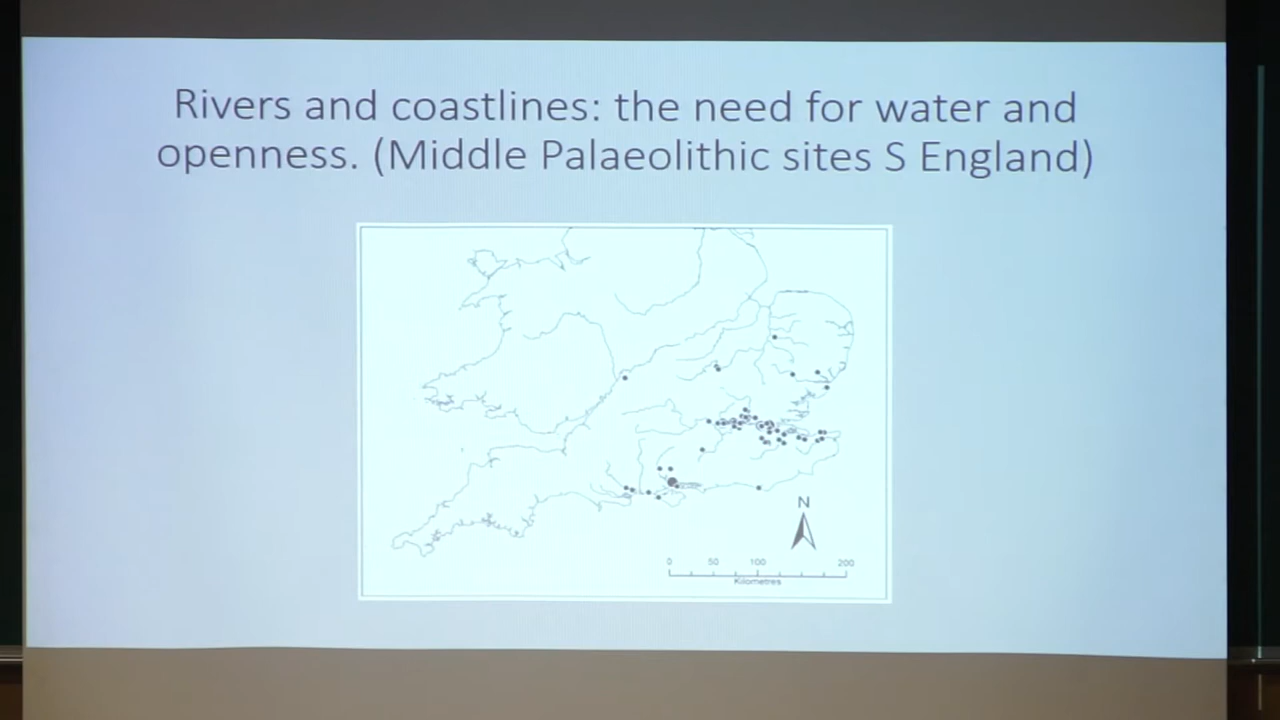 Rivers and coastlines: the need for water and
openness. (Middle Palaeolithic sites S England)
N
0 50 100 200
Kilometres